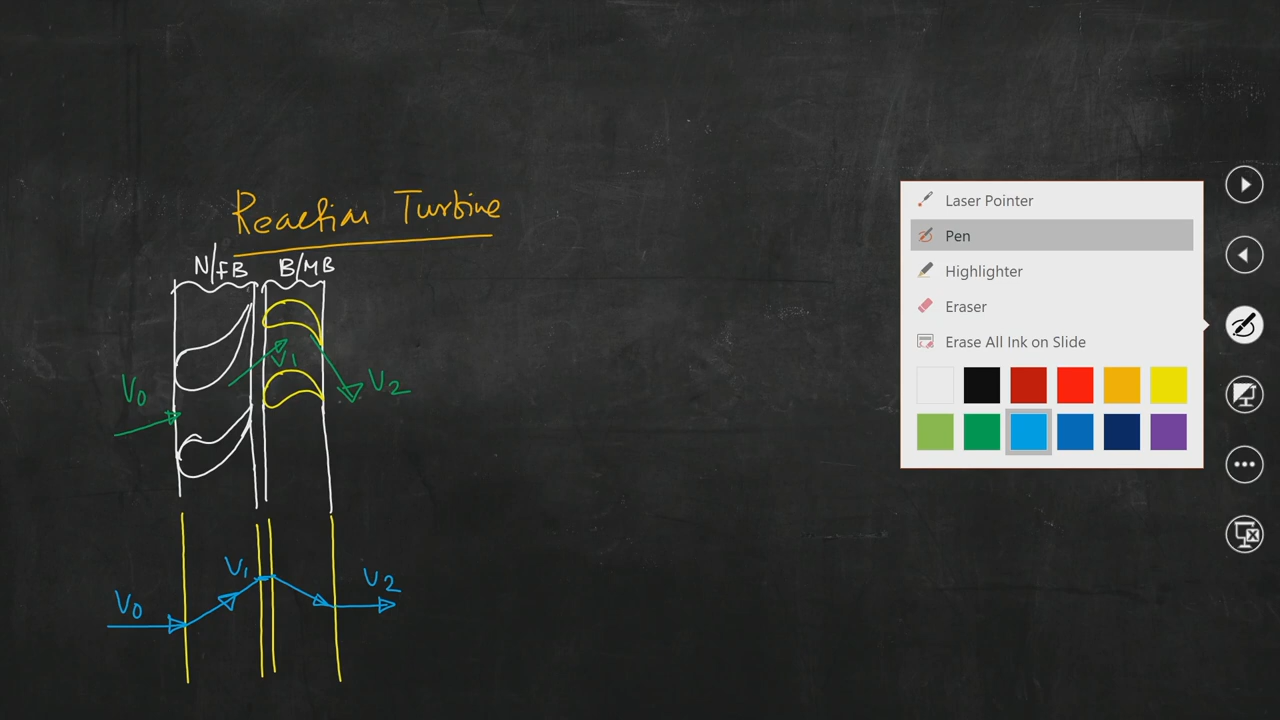 Reaction Turbine
N/FB B/MB
V1
V0
V2
V1
V2
V0
Laser Pointer
Pen
Highlighter
Eraser
Erase All Ink on Slide